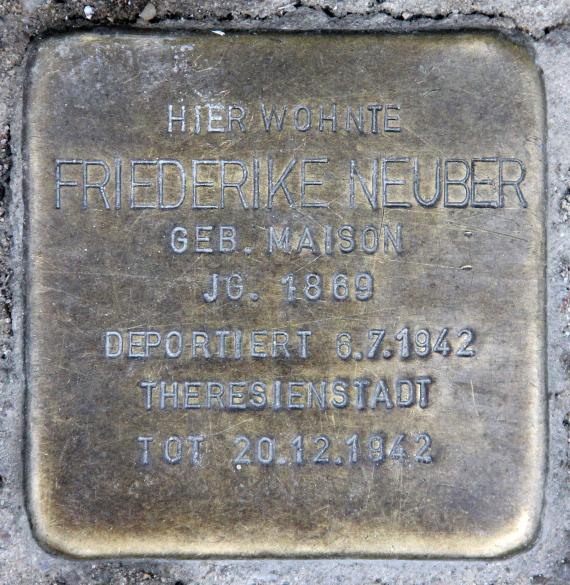 HIER WOHNTE
FRIEDERIKE NEUBER
GEB. MAISON
JG. 1869
DEPORTIERT 6.7.1942
THERESIENSTADT
TOT 20.12.1942